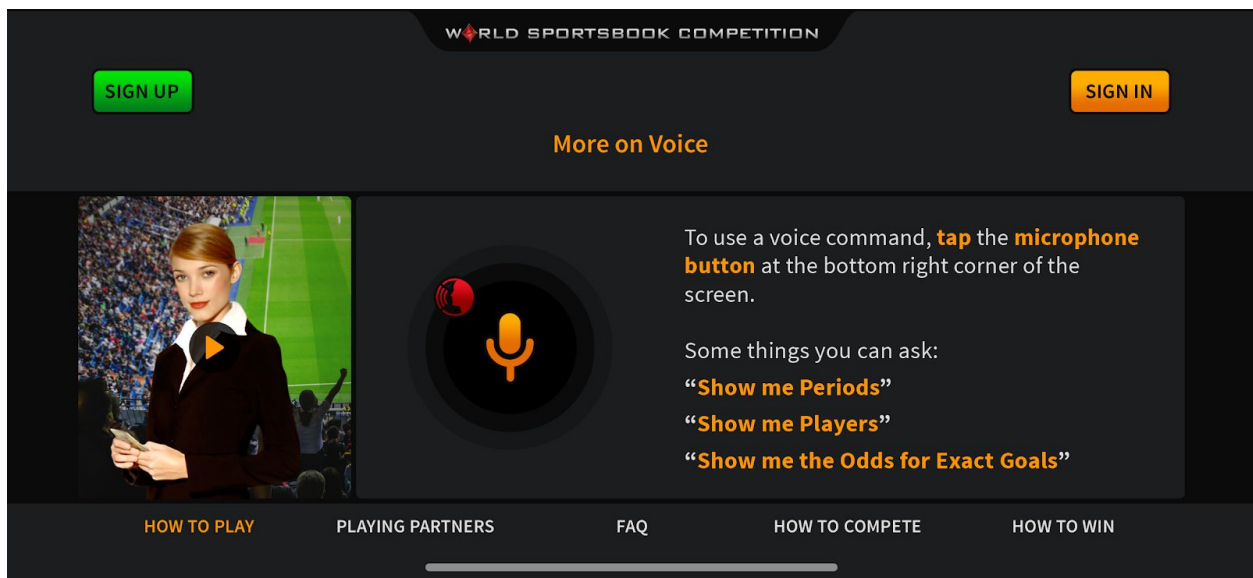 W RLD SPORTSBOOK COMPETITION
SIGN UP
SIGN IN
More on Voice
To use a voice command, tap the microphone
button at the bottom right corner of the
screen.
Some things you can ask:
“Show me Periods”
“Show me Players”
“Show me the Odds for Exact Goals”
HOW TO PLAY
PLAYING PARTNERS
FAQ
HOW TO COMPETE
HOW TO WIN